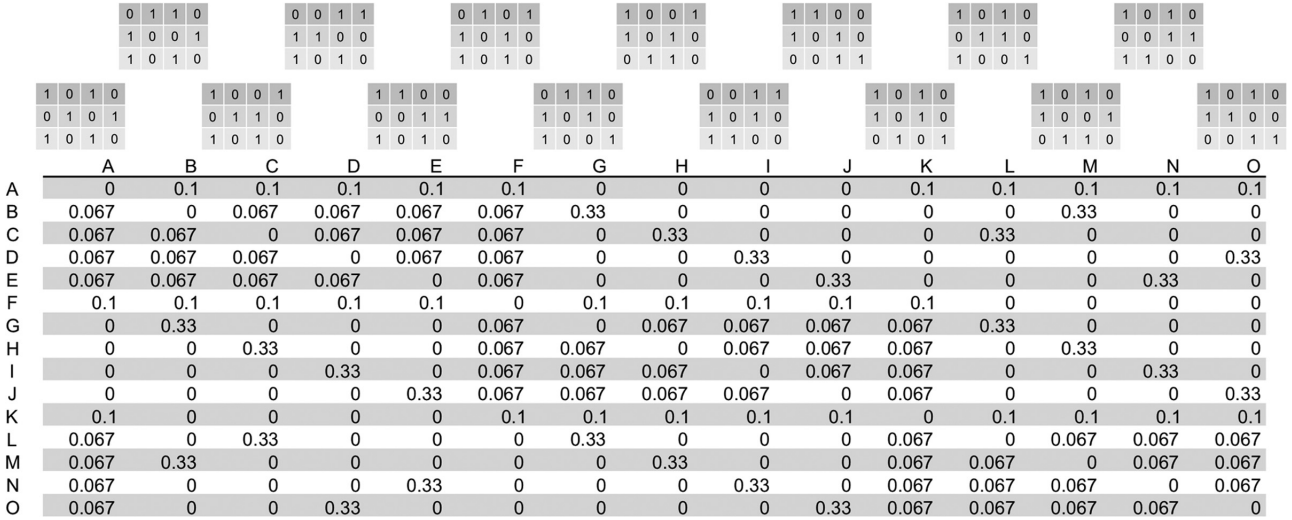 0 1 1 0 0 0 1 1 0 1 0 1 1 0 0 1 1 1 0 0 1 0 1 0 1 0 1 0
1 0 0 1 1 1 0 0 1 0 1 0 1 0 1 0 1 0 1 0 0 1 1 0 0 0 1 1
1 0 1 0 1 0 1 0 1 0 1 0 0 1 1 0 0 0 1 1 1 0 0 1 1 1 0 0
1 0 1 0 1 0 0 1 1 1 0 0 0 1 1 0 0 0 1 1 1 0 1 0 1 0 1 0 1 0 1 0
0 1 0 1 0 1 1 0 0 0 1 1 1 0 1 0 1 0 1 0 1 0 1 0 1 0 0 1 1 1 0 0
1 0 1 0 1 0 1 0 1 0 1 0 1 0 0 1 1 1 0 0 0 1 0 1 0 1 1 0 0 0 1 1
A B C D E F G H I J K L M N O
A 0 0.1 0.1 0.1 0.1 0.1 0 0 0 0 0.1 0.1 0.1 0.1 0.1
B 0.067 0 0.067 0.067 0.067 0.067 0.33 0 0 0 0 0 0.33 0 0
C 0.067 0.067 0 0.067 0.067 0.067 0 0.33 0 0 0 0.33 0 0 0
D 0.067 0.067 0.067 0 0.067 0.067 0 0 0.33 0 0 0 0 0 0.33
E 0.067 0.067 0.067 0.067 0 0.067 0 0 0 0.33 0 0 0 0.33 0
F 0.1 0.1 0.1 0.1 0.1 0 0.1 0.1 0.1 0.1 0.1 0 0 0 0
G 0 0.33 0 0 0 0.067 0 0.067 0.067 0.067 0.067 0.33 0 0 0
H 0 0 0.33 0 0 0.067 0.067 0 0.067 0.067 0.067 0 0.33 0 0
I 0 0 0 0.33 0 0.067 0.067 0.067 0 0.067 0.067 0 0 0.33 0
J 0 0 0 0 0.33 0.067 0.067 0.067 0.067 0 0.067 0 0 0 0.33
K 0.1 0 0 0 0 0.1 0.1 0.1 0.1 0.1 0 0.1 0.1 0.1 0.1
L 0.067 0 0.33 0 0 0 0.33 0 0 0 0.067 0 0.067 0.067 0.067
M 0.067 0.33 0 0 0 0 0 0.33 0 0 0.067 0.067 0 0.067 0.067
N 0.067 0 0 0 0.33 0 0 0 0.33 0 0.067 0.067 0.067 0 0.067
O 0.067 0 0 0.33 0 0 0 0 0 0.33 0.067 0.067 0.067 0.067 0